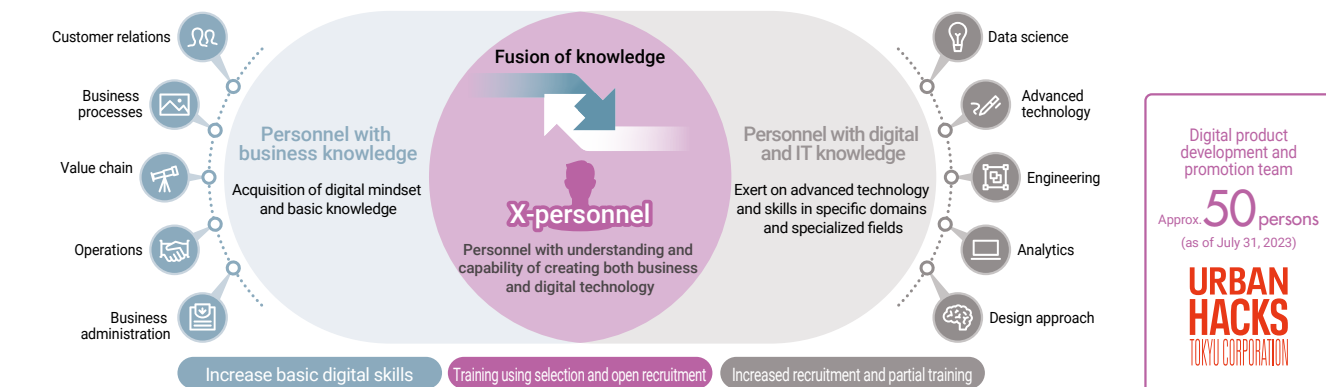 Customer relations
Business
processes
Value chain
Operations
Business
administration
Personnel with
business knowledge
Acquisition of digital mindset
and basic knowledge
Fusion of knowledge
X-personnel
Personnel with understanding and
capability of creating both business
and digital technology
Personnel with digital
and IT knowledge
Exert on advanced technology
and skills in specific domains
and specialized fields
Data science
Advanced
technology
Engineering
Analytics
Design approach
Increase basic digital skills
Training using selection and open recruitment
Increased recruitment and partial training
Digital product
development and
promotion team
Approx. 50 persons
(as of July 31, 2023)
URBAN
HACKS
TOKYU CORPORATION